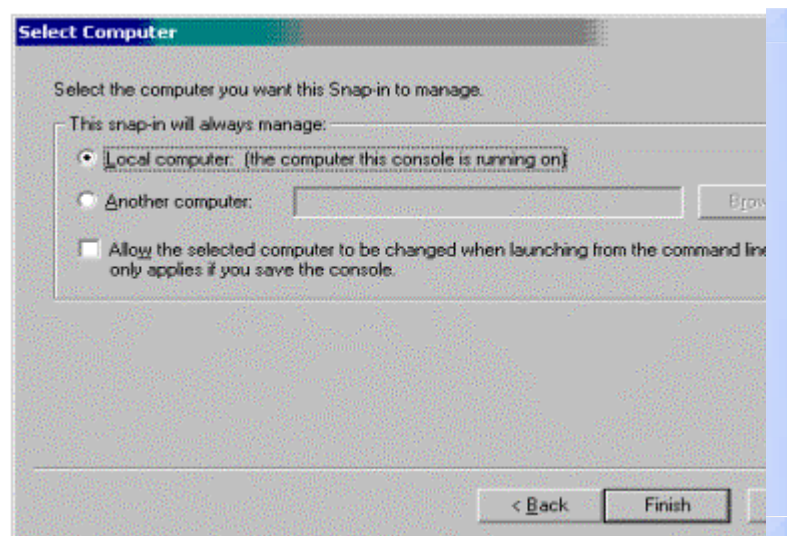 Select Computer
Select the computer you want this Snap-in to manage.
This snap-in will always manage:
Local computer: (the computer this console is running on)
Another computer:
Allow the selected computer to be changed when launching from the command line
only applies if you save the console.
< Back
Finish